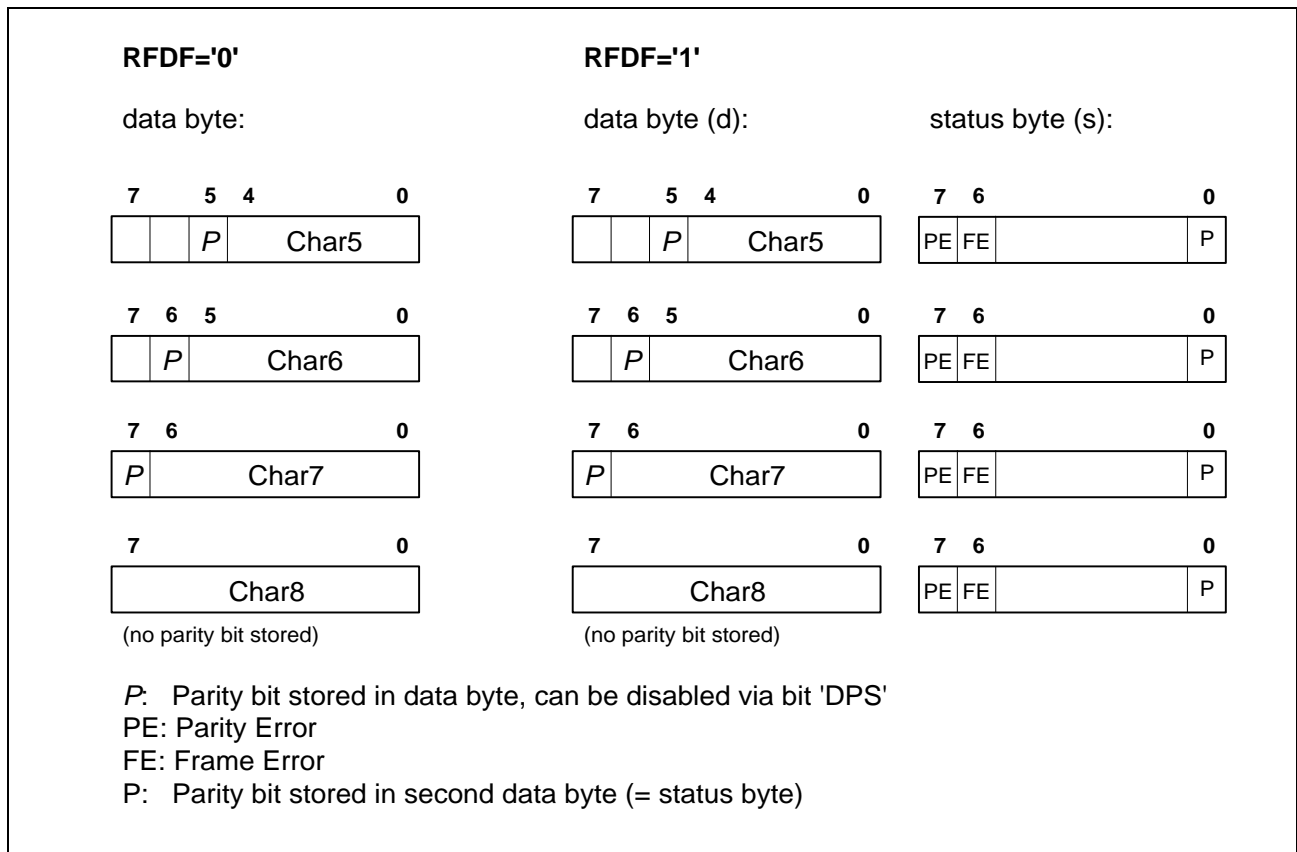 RFDF='0' RFDF='1'
data byte: data byte (d): status byte (s):
7 5 4 0 7 5 4 0 7 6 0
P Char5 P Char5 PE FE P
7 6 5 0 7 6 5 0 7 6 0
P Char6 P Char6 PE FE P
7 6 0 7 6 0 7 6 0
P Char7 P Char7 PE FE P
7 0 7 0 7 6 0
Char8 Char8 PE FE P
(no parity bit stored) (no parity bit stored)
P: Parity bit stored in data byte, can be disabled via bit 'DPS'
PE: Parity Error
FE: Frame Error
P: Parity bit stored in second data byte (= status byte)